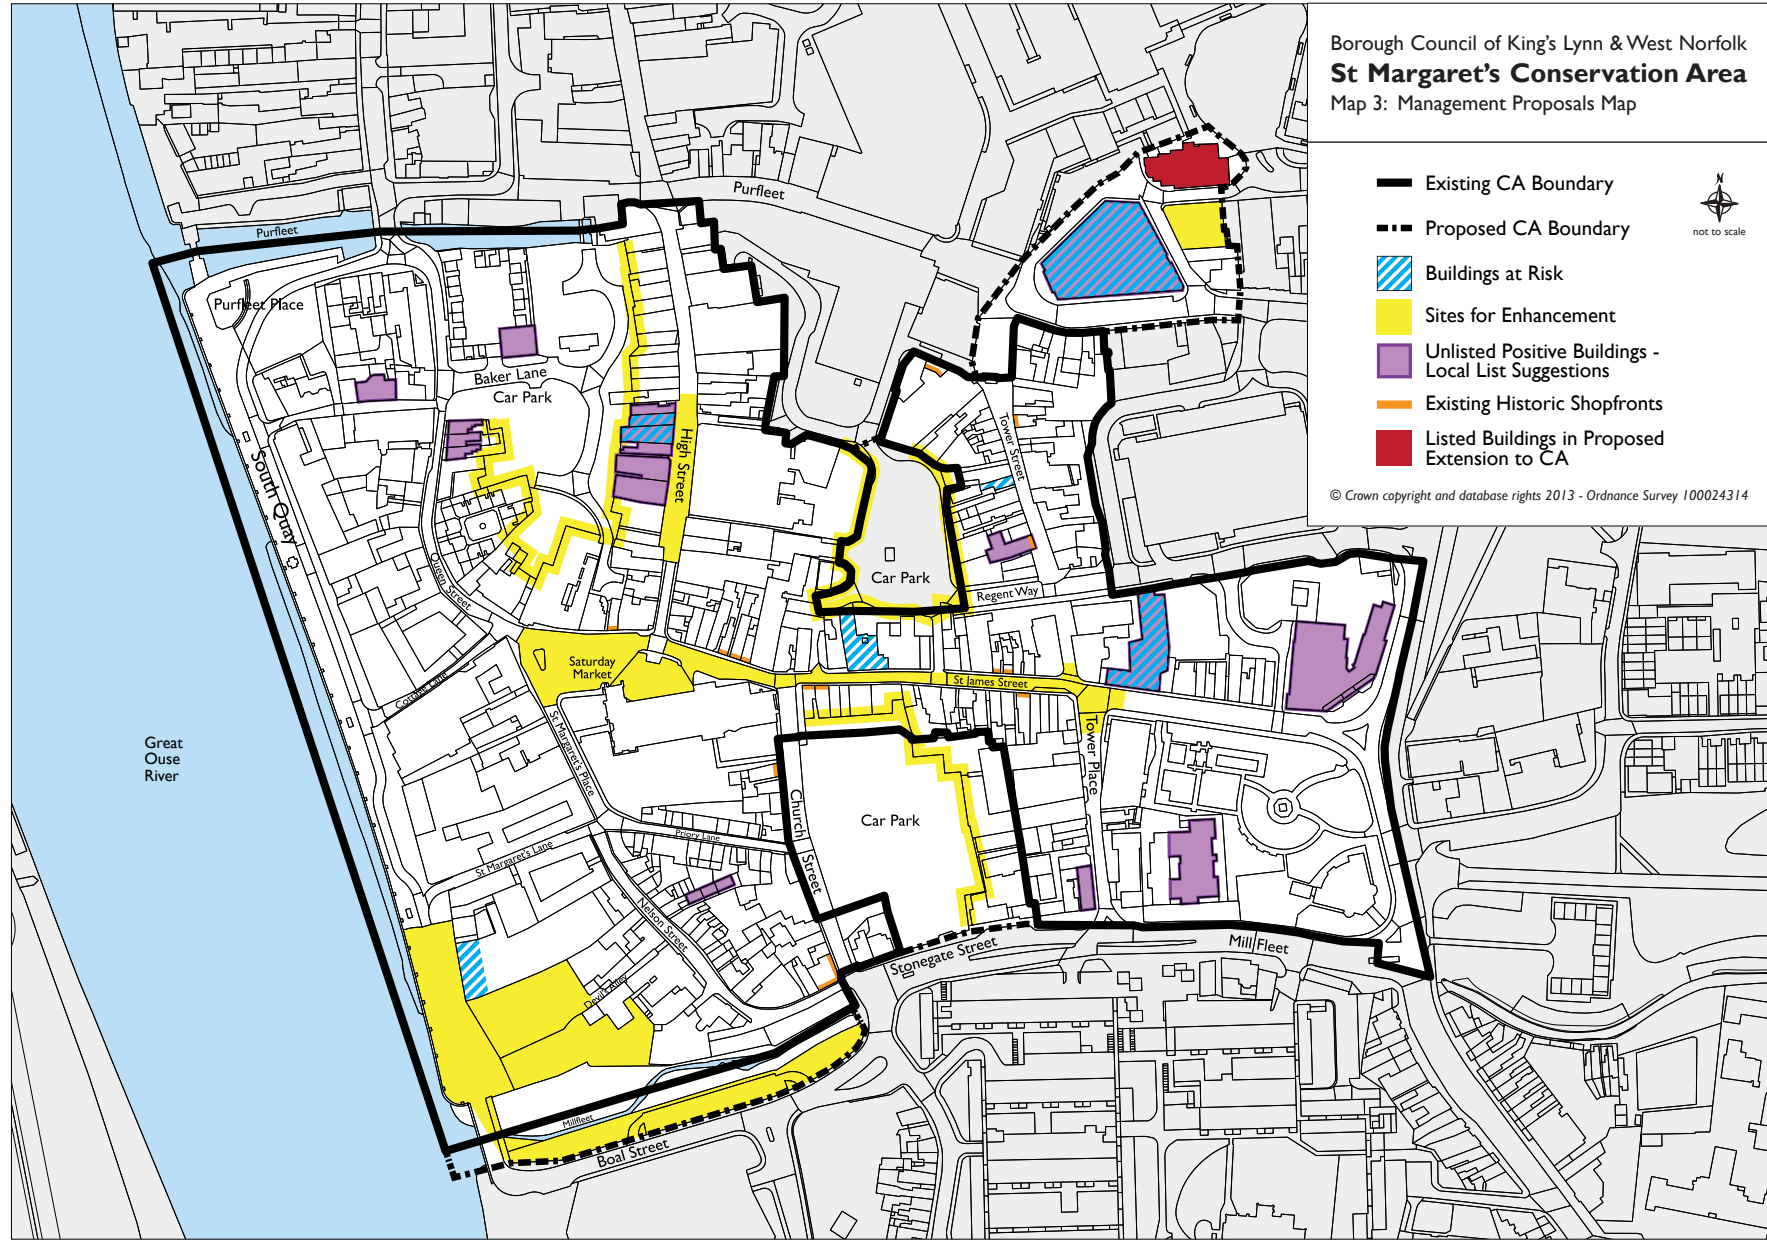 Borough Council of King's Lynn & West Norfolk
St Margaret's Conservation Area
Map 3: Management Proposals Map
Existing CA Boundary
Proposed CA Boundary
N
not to scale
Buildings at Risk
Sites for Enhancement
Unlisted Positive Buildings -
Local List Suggestions
Existing Historic Shopfronts
Listed Buildings in Proposed
Extension to CA
© Crown copyright and database rights 2013 - Ordnance Survey 100024314
Purfleet
Purfleet
Purfleet Place
Baker Lane
Car Park
High Street
Tower Street
South Quay
Queen Street
Car Park
Regent Way
Saturday
Market
St James Street
Cottage Lane
St Margaret's Place
Tower Place
Great
Ouse
River
Church Street
Car Park
Priory Lane
St Margaret's Lane
Nelson Street
Stonegate Street
Mill Fleet
Devil's Alley
Millfleet
Boal Street